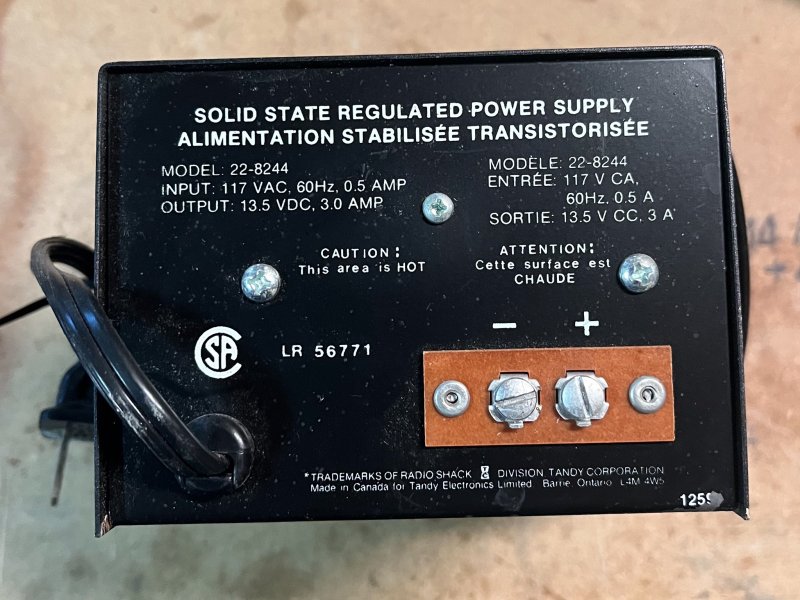 SOLID STATE REGULATED POWER SUPPLY
ALIMENTATION STABILISÉE TRANSISTORISÉE
MODEL: 22-8244
INPUT: 117 VAC, 60Hz, 0.5 AMP
OUTPUT: 13.5 VDC, 3.0 AMP
MODÈLE: 22-8244
ENTRÉE: 117 V CA,
60Hz, 0.5 A
SORTIE: 13.5 V CC, 3 A
CAUTION:
This area is HOT
ATTENTION:
Cette surface est
CHAUDE
SA
LR 56771
− +
*TRADEMARKS OF RADIO SHACK TC DIVISION TANDY CORPORATION
Made in Canada for Tandy Electronics Limited Barrie, Ontario L4M 4W5